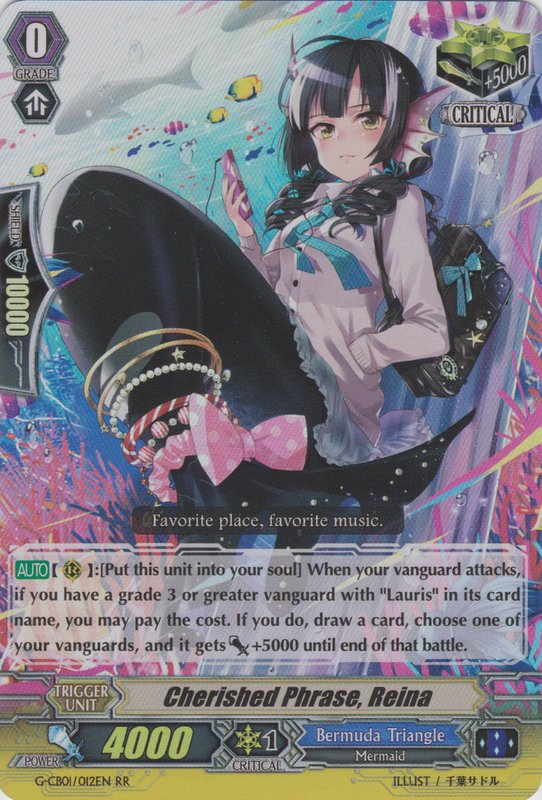 0
GRADE
+5000
CRITICAL
SHIELD
10000
Favorite place, favorite music.
AUTO【 R 】:[Put this unit into your soul] When your vanguard attacks,
if you have a grade 3 or greater vanguard with "Lauris" in its card
name, you may pay the cost. If you do, draw a card, choose one of
your vanguards, and it gets +5000 until end of that battle.
TRIGGER
UNIT
Cherished Phrase, Reina
POWER
4000
1
CRITICAL
Bermuda Triangle
Mermaid
G-CB01/012EN RR
ILLUST / 千葉サドル